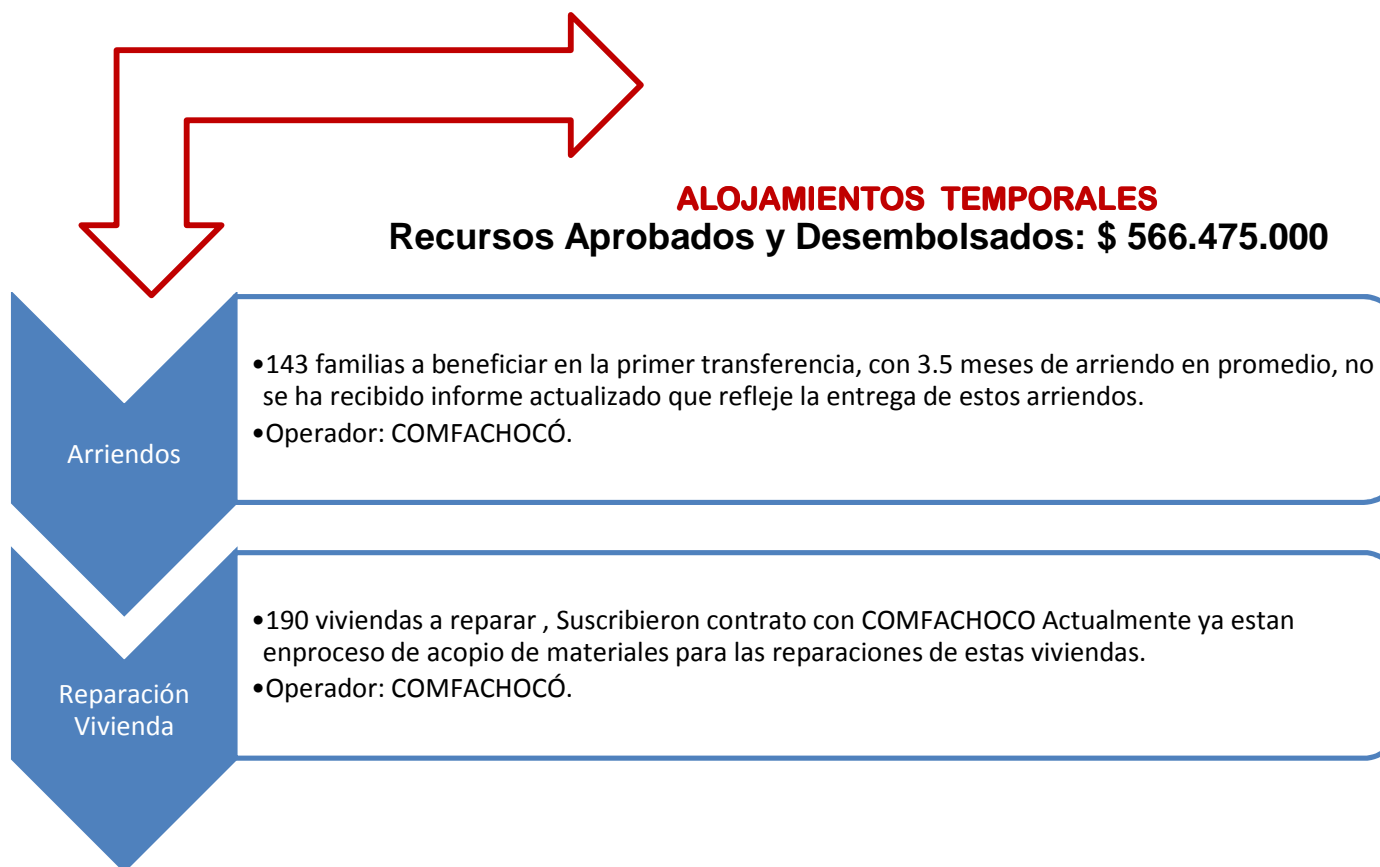 ALOJAMIENTOS TEMPORALES
Recursos Aprobados y Desembolsados: $ 566.475.000
Arriendos
•143 familias a beneficiar en la primer transferencia, con 3.5 meses de arriendo en promedio, no
se ha recibido informe actualizado que refleje la entrega de estos arriendos.
•Operador: COMFACHOCÓ.
Reparación
Vivienda
•190 viviendas a reparar , Suscribieron contrato con COMFACHOCO Actualmente ya estan
enproceso de acopio de materiales para las reparaciones de estas viviendas.
•Operador: COMFACHOCÓ.